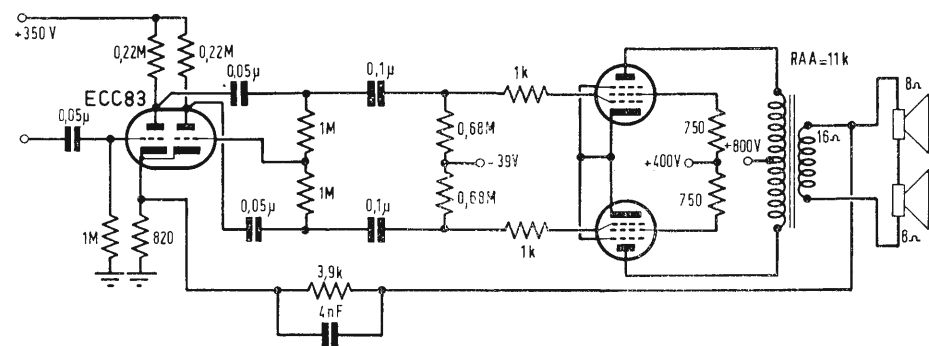 +350 V
0,22M
0,22M
0,05µ
0,1µ
1k
RAA=11k
8Ω
ECC83
0,05µ
1M
0,68M
750
16Ω
+400V
+800V
-39V
1M
0,68M
750
1M
820
0,05µ
0,1µ
1k
8Ω
3,9k
4nF